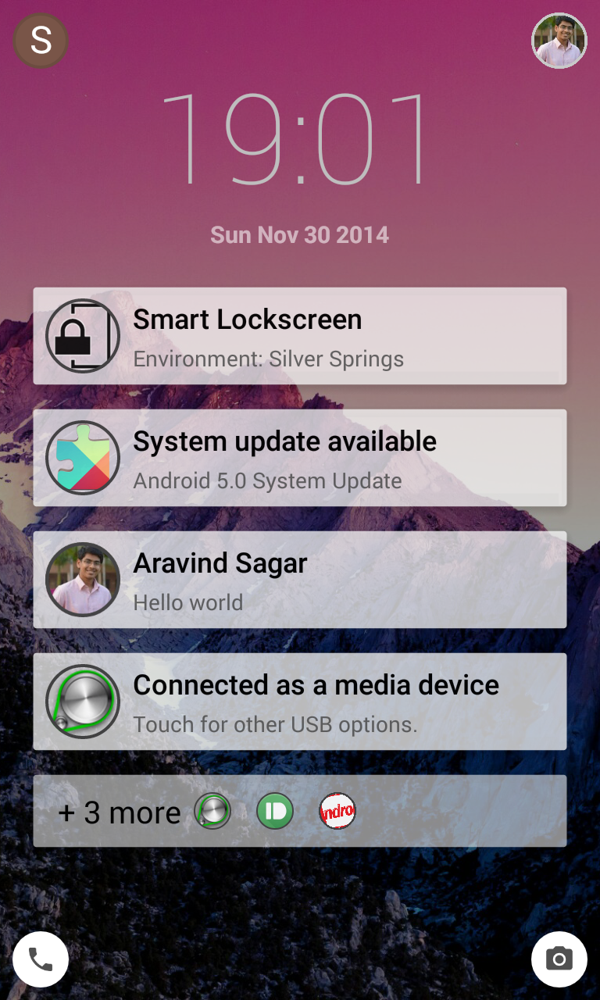 S
19:01
Sun Nov 30 2014
Smart Lockscreen
Environment: Silver Springs
System update available
Android 5.0 System Update
Aravind Sagar
Hello world
Connected as a media device
Touch for other USB options.
+ 3 more
ndro